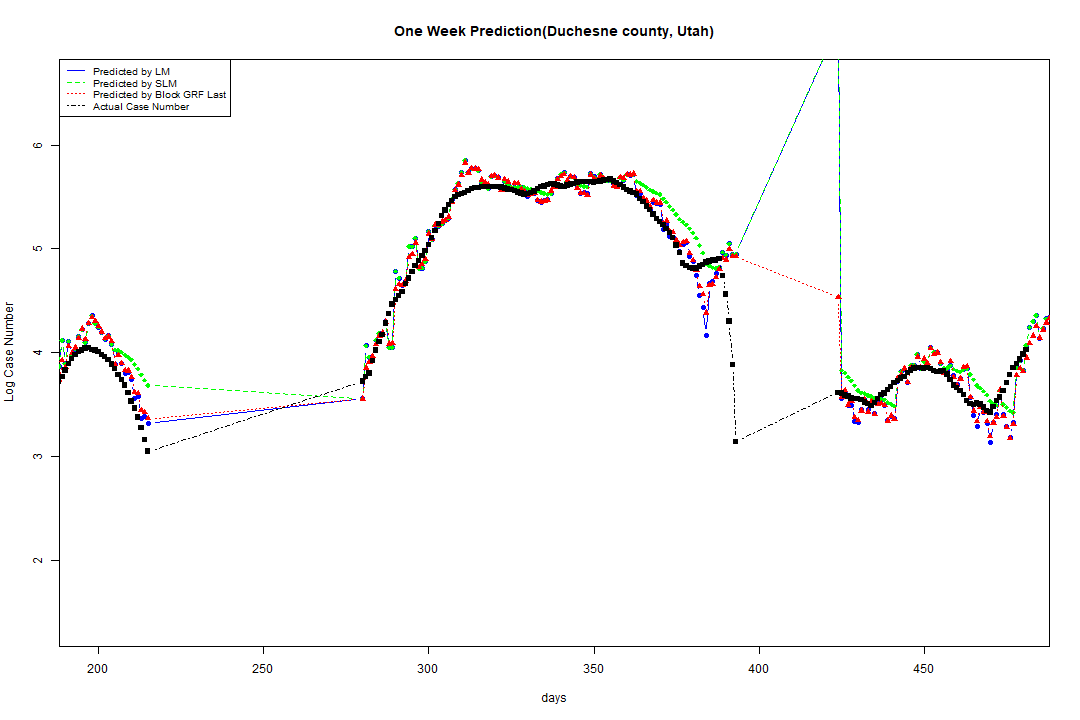 One Week Prediction(Duchesne county, Utah)
Predicted by LM
Predicted by SLM
Predicted by Block GRF Last
Actual Case Number
Log Case Number
6
5
4
3
2
200 250 300 350 400 450
days